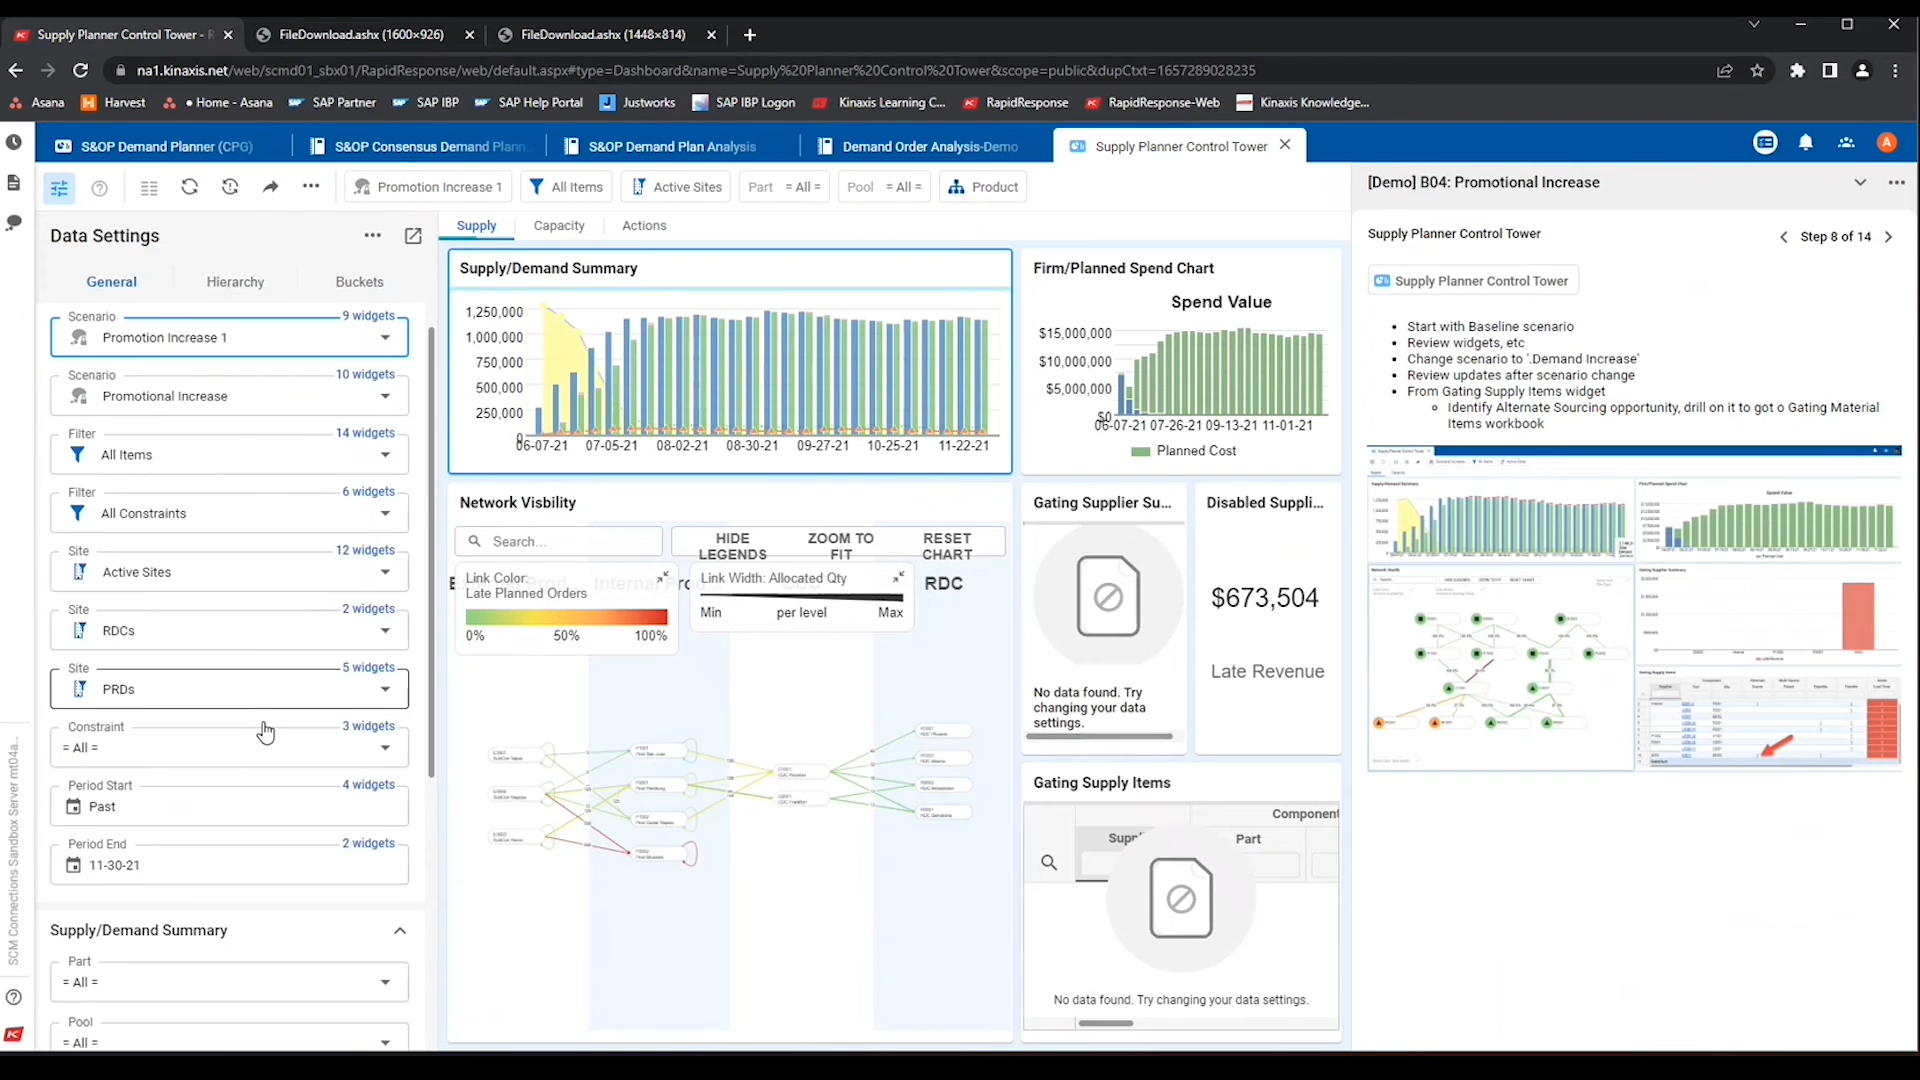 Supply Planner Control Tower - R
FileDownload.ashx (1600×926)
FileDownload.ashx (1448×814)
na1.kinaxis.net/web/scmd01_sbx01/RapidResponse/web/default.aspx#type=Dashboard&name=Supply%20Planner%20Control%20Tower&scope=public&dupCtxt=1657289028235
Asana
Harvest
• Home - Asana
SAP Partner
SAP IBP
SAP Help Portal
Justworks
SAP IBP Logon
Kinaxis Learning C...
RapidResponse
RapidResponse-Web
Kinaxis Knowledge...
S&OP Demand Planner (CPG)
S&OP Consensus Demand Plann
S&OP Demand Plan Analysis
Demand Order Analysis-Demo
Supply Planner Control Tower
A
Promotion Increase 1
All Items
Active Sites
Part = All =
Pool = All =
Product
Data Settings
General
Hierarchy
Buckets
Scenario
9 widgets
Promotion Increase 1
Scenario
10 widgets
Promotional Increase
Filter
14 widgets
All Items
Filter
6 widgets
All Constraints
Site
12 widgets
Active Sites
Site
2 widgets
RDCs
Site
5 widgets
PRDs
Constraint
3 widgets
= All =
Period Start
4 widgets
Past
Period End
2 widgets
11-30-21
Supply/Demand Summary
Part
= All =
Pool
= All =
SCM Connections Sandbox Server mt04a...
Supply
Capacity
Actions
Supply/Demand Summary
1,250,000
1,000,000
750,000
500,000
250,000
0
06-07-21 07-05-21 08-02-21 08-30-21 09-27-21 10-25-21 11-22-21
Firm/Planned Spend Chart
Spend Value
$15,000,000
$10,000,000
$5,000,000
$0
06-07-21 07-26-21 09-13-21 11-01-21
Planned Cost
Network Visbility
Search...
HIDE LEGENDS
ZOOM TO FIT
RESET CHART
Link Color:
Late Planned Orders
0% 50% 100%
Link Width: Allocated Qty
Min per level Max
RDC
Gating Supplier Su...
No data found. Try
changing your data
settings.
Disabled Suppli...
$673,504
Late Revenue
Gating Supply Items
Component
Part
No data found. Try changing your data settings.
[Demo] B04: Promotional Increase
Supply Planner Control Tower
Step 8 of 14
Supply Planner Control Tower
• Start with Baseline scenario
• Review widgets, etc
• Change scenario to '.Demand Increase'
• Review updates after scenario change
• From Gating Supply Items widget
Identify Alternate Sourcing opportunity, drill on it to got o Gating Material
Items workbook